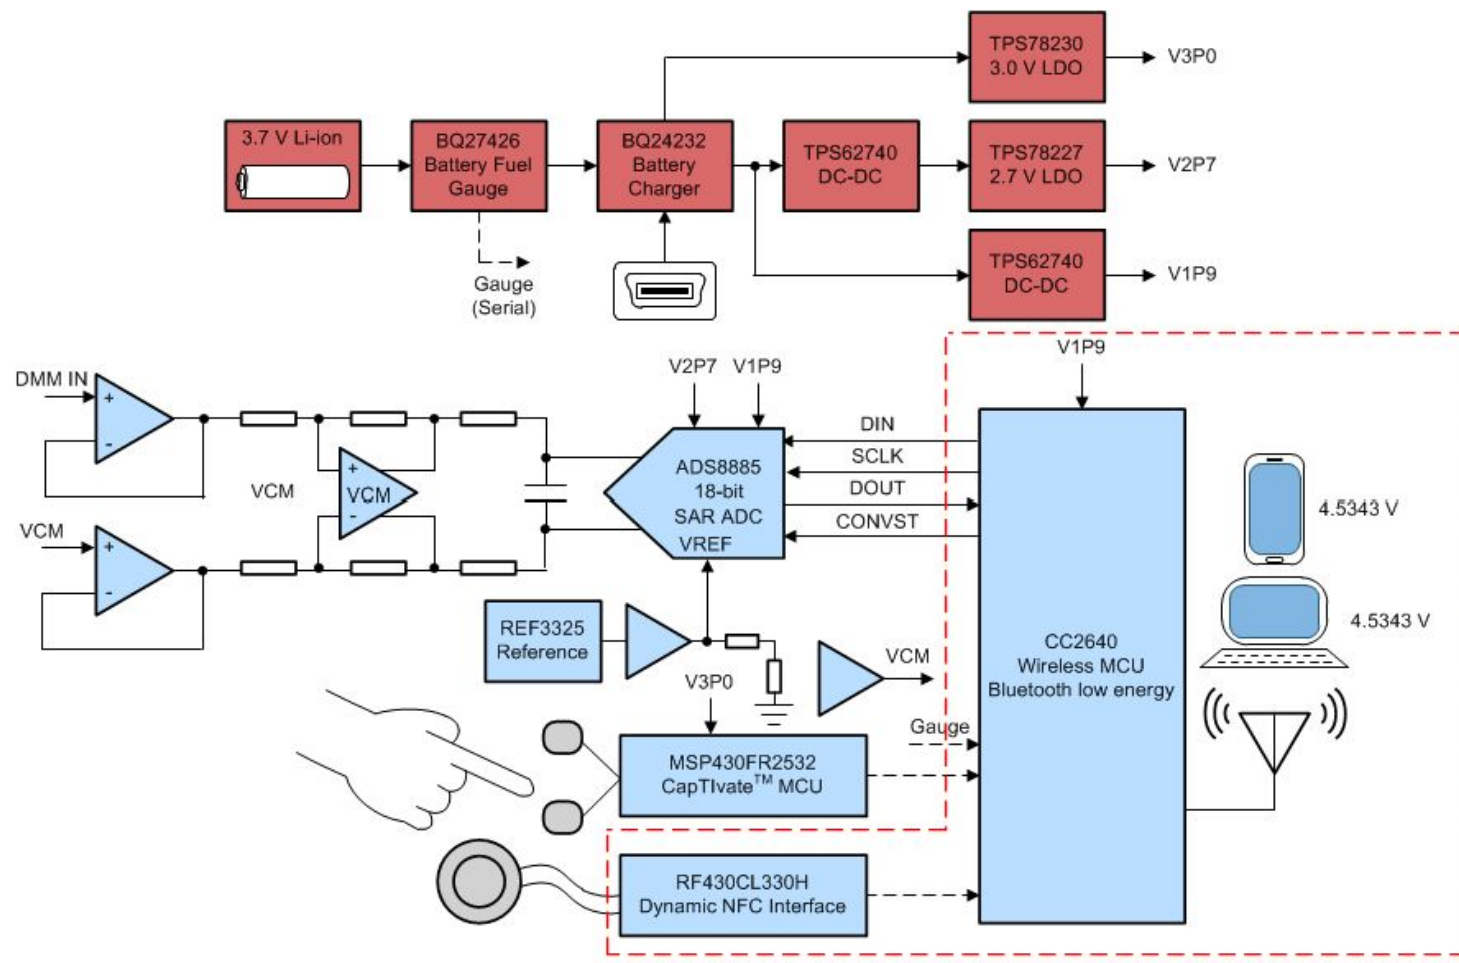 TPS78230
3.0 V LDO
V3P0
3.7 V Li-ion
BQ27426
Battery Fuel
Gauge
BQ24232
Battery
Charger
TPS62740
DC-DC
TPS78227
2.7 V LDO
V2P7
Gauge
(Serial)
TPS62740
DC-DC
V1P9
DMM IN
+
-
VCM
+
VCM
-
VCM
+
-
V2P7
V1P9
ADS8885
18-bit
SAR ADC
VREF
DIN
SCLK
DOUT
CONVST
V1P9
CC2640
Wireless MCU
Bluetooth low energy
4.5343 V
4.5343 V
REF3325
Reference
VCM
V3P0
MSP430FR2532
CapTIvate™ MCU
Gauge
RF430CL330H
Dynamic NFC Interface